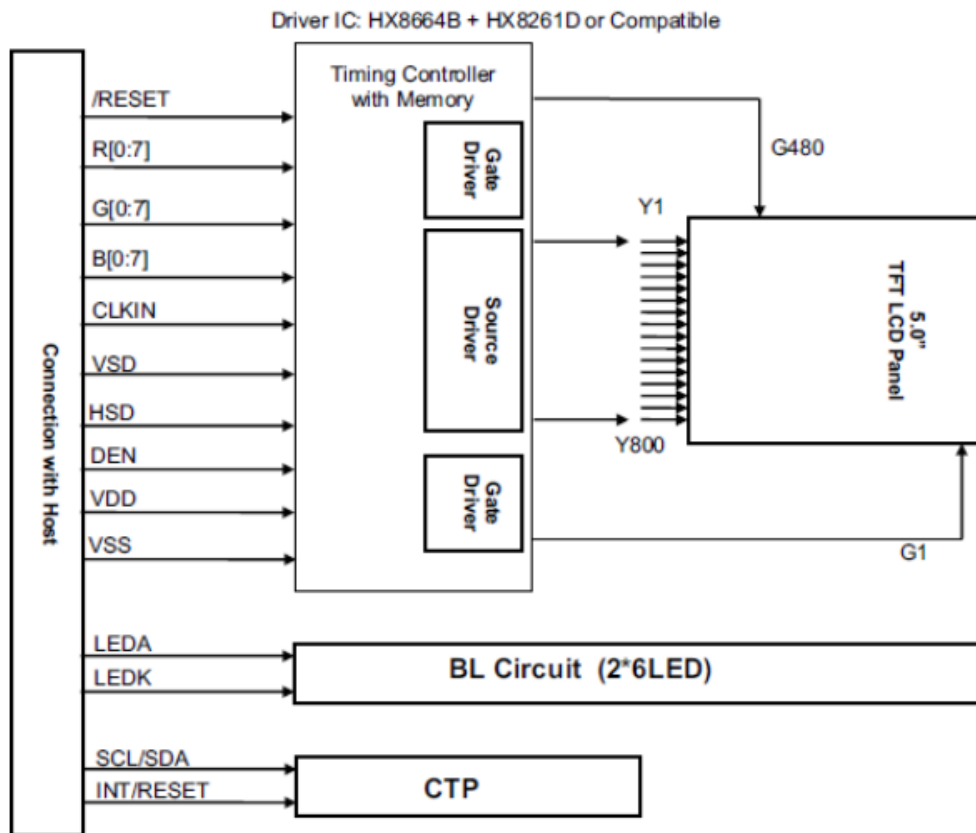 Driver IC: HX8664B + HX8261D or Compatible
Connection with Host
/RESET
R[0:7]
G[0:7]
B[0:7]
CLKIN
VSD
HSD
DEN
VDD
VSS
LEDA
LEDK
SCL/SDA
INT/RESET
Timing Controller
with Memory
Gate
Driver
Source
Driver
Gate
Driver
G480
Y1
Y800
G1
5.0"
TFT LCD Panel
BL Circuit (2*6LED)
CTP